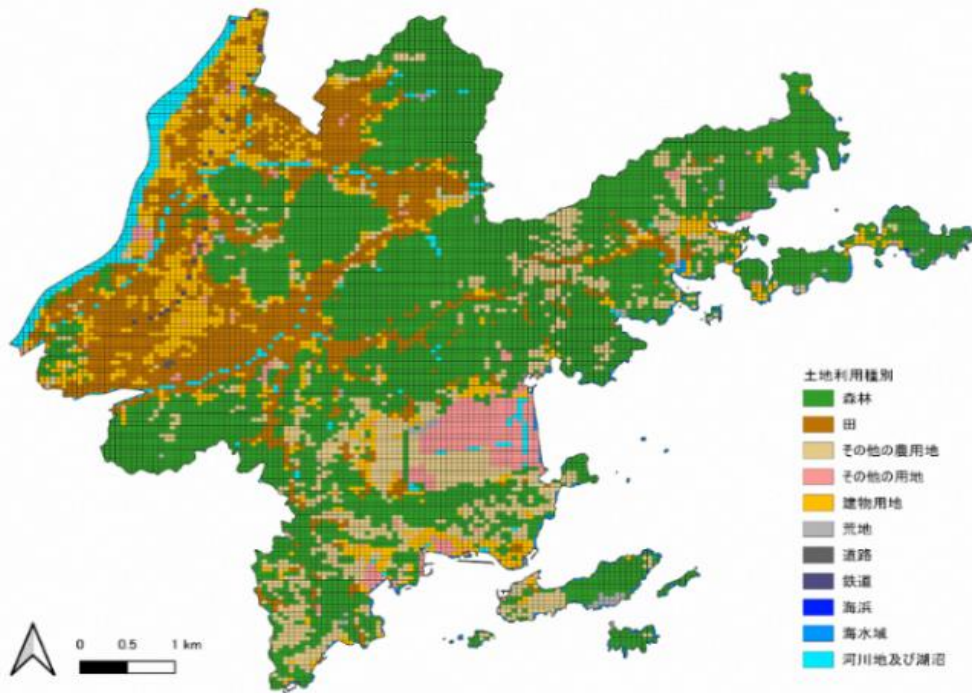 土地利用種別
森林
田
その他の農用地
その他の用地
建物用地
荒地
道路
鉄道
海浜
海水域
河川地及び湖沼
0 0.5 1 km